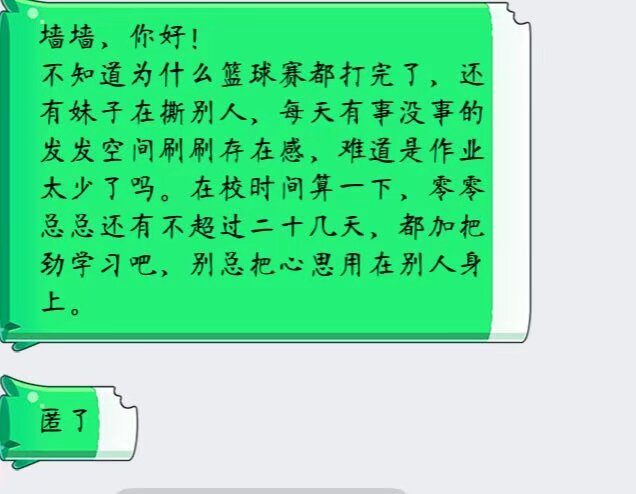 墙墙，你好！
不知道为什么篮球赛都打完了，还
有妹子在撕别人，每天有事没事的
发发空间刷刷存在感，难道是作业
太少了吗。在校时间算一下，零零
总总还有不超过二十几天，都加把
劲学习吧，别总把心思用在别人身
上。
匿了